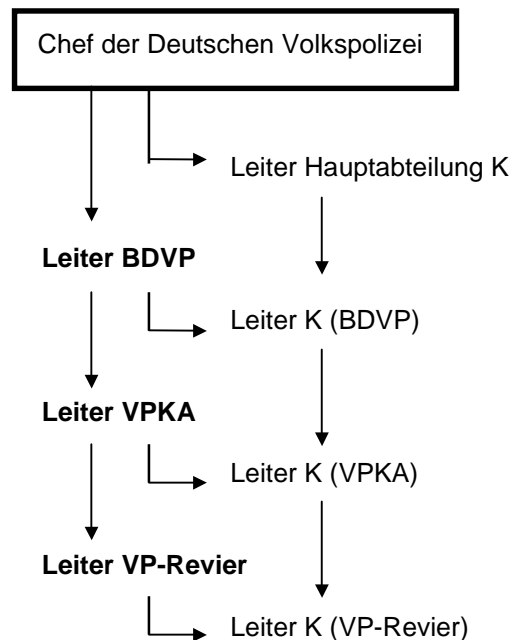 Chef der Deutschen Volkspolizei
Leiter Hauptabteilung K
Leiter BDVP
Leiter K (BDVP)
Leiter VPKA
Leiter K (VPKA)
Leiter VP-Revier
Leiter K (VP-Revier)